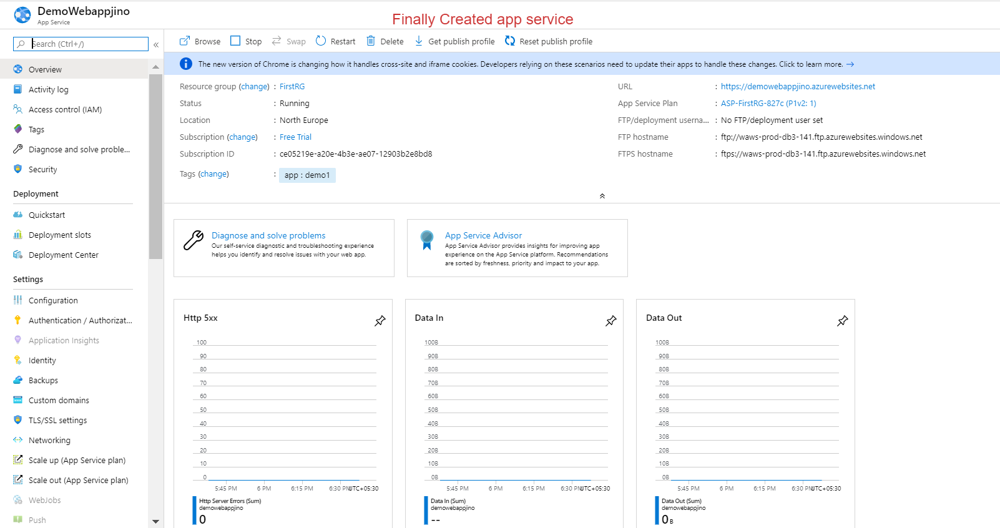 DemoWebappjino
App Service
Finally Created app service
Search (Ctrl+/)
«
Browse
Stop
Swap
Restart
Delete
Get publish profile
Reset publish profile
The new version of Chrome is changing how it handles cross-site and iframe cookies. Developers relying on these scenarios need to update their apps to handle these changes. Click to learn more. →
Overview
Activity log
Access control (IAM)
Tags
Diagnose and solve proble...
Security
Deployment
Quickstart
Deployment slots
Deployment Center
Settings
Configuration
Authentication / Authorizat...
Application Insights
Identity
Backups
Custom domains
TLS/SSL settings
Networking
Scale up (App Service plan)
Scale out (App Service plan)
WebJobs
Push
Resource group (change) : FirstRG
Status : Running
Location : North Europe
Subscription (change) : Free Trial
Subscription ID : ce05219e-a20e-4b3e-ae07-12903b2e8bd8
Tags (change) : app : demo1
URL : https://demowebappjino.azurewebsites.net
App Service Plan : ASP-FirstRG-827c (P1v2: 1)
FTP/deployment userna... : No FTP/deployment user set
FTP hostname : ftp://waws-prod-db3-141.ftp.azurewebsites.windows.net
FTPS hostname : ftps://waws-prod-db3-141.ftp.azurewebsites.windows.net
Diagnose and solve problems
Our self-service diagnostic and troubleshooting experience
helps you identify and resolve issues with your web app.
App Service Advisor
App Service Advisor provides insights for improving app
experience on the App Service platform. Recommendations
are sorted by freshness, priority and impact to your app.
Http 5xx
100
90
80
70
60
50
40
30
20
10
0
5:45 PM 6 PM 6:15 PM 6:30 PM UTC+05:30
Http Server Errors (Sum)
demowebappjino
0
Data In
100B
90B
80B
70B
60B
50B
40B
30B
20B
10B
0B
5:45 PM 6 PM 6:15 PM 6:30 PM UTC+05:30
Data In (Sum)
demowebappjino
--
Data Out
100B
90B
80B
70B
60B
50B
40B
30B
20B
10B
0B
5:45 PM 6 PM 6:15 PM 6:30 PM UTC+05:30
Data Out (Sum)
demowebappjino
0 B